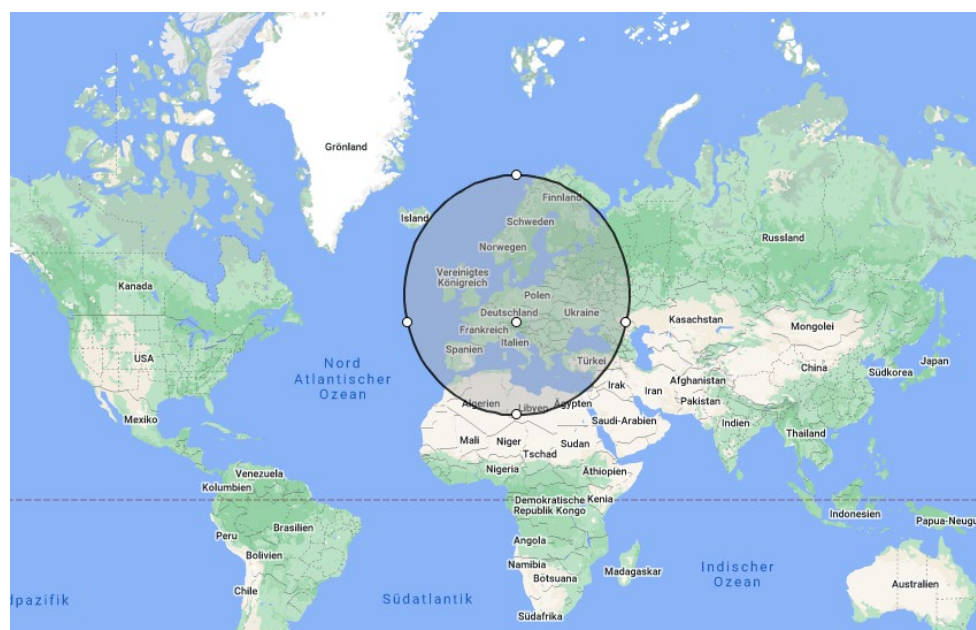 Grönland
Finnland
Island
Schweden
Russland
Norwegen
Vereinigtes
Königreich
Kanada
Polen
Deutschland
Ukraine
Kasachstan
Mongolei
Frankreich
Italien
Spanien
USA
Türkei
Japan
China
Südkorea
Nord
Atlantischer
Ozean
Irak
Iran
Afghanistan
Pakistan
Algerien
Libyen
Ägypten
Mexiko
Saudi-Arabien
Indien
Mali
Niger
Sudan
Thailand
Tschad
Venezuela
Nigeria
Äthiopien
Kolumbien
Demokratische
Republik Kongo
Kenia
Indonesien
Papua-Neugu
Brasilien
Peru
Angola
Bolivien
Namibia
Botsuana
Madagaskar
Indischer
Ozean
Australien
Chile
dpazifik
Südatlantik
Südafrika